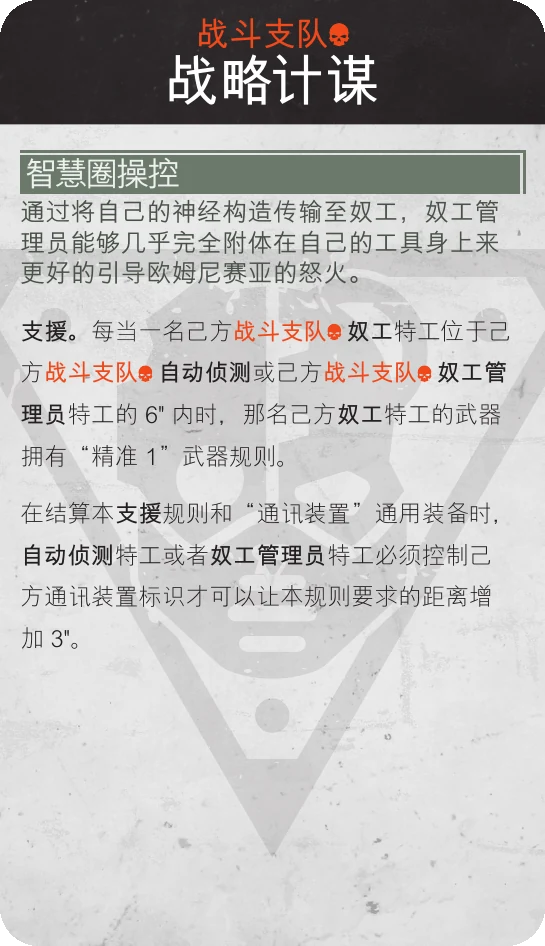 战斗支队
战略计谋
智慧圈操控
通过将自己的神经构造传输至奴工，奴工管
理员能够几乎完全附体在自己的工具身上来
更好的引导欧姆尼赛亚的怒火。
支援。每当一名己方战斗支队 奴工特工位于己
方战斗支队 自动侦测或己方战斗支队 奴工管
理员特工的 6" 内时，那名己方奴工特工的武器
拥有“精准 1”武器规则。
在结算本支援规则和“通讯装置”通用装备时，
自动侦测特工或者奴工管理员特工必须控制己
方通讯装置标识才可以让本规则要求的距离增
加 3"。